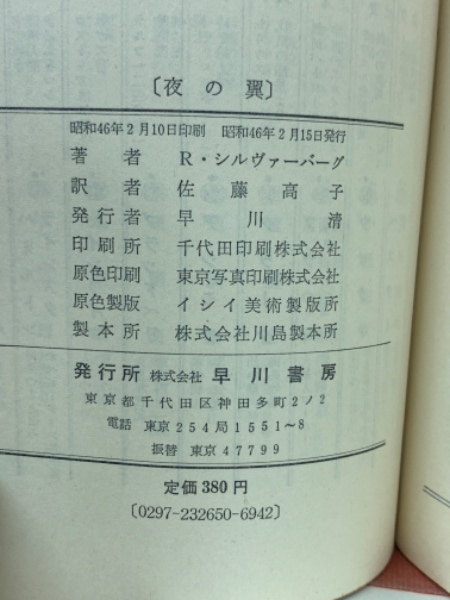 〔夜の翼〕
昭和46年2月10日印刷 昭和46年2月15日発行
著者 R・シルヴァーバーグ
訳者 佐藤高子
発行者 早川清
印刷所 千代田印刷株式会社
原色印刷 東京写真印刷株式会社
原色製版 イシイ美術製版所
製本所 株式会社川島製本所
発行所 株式会社 早川書房
東京都千代田区神田多町2ノ2
電話 東京254局1551〜8
振替 東京47799
定価380円
〔0297-232650-6942〕